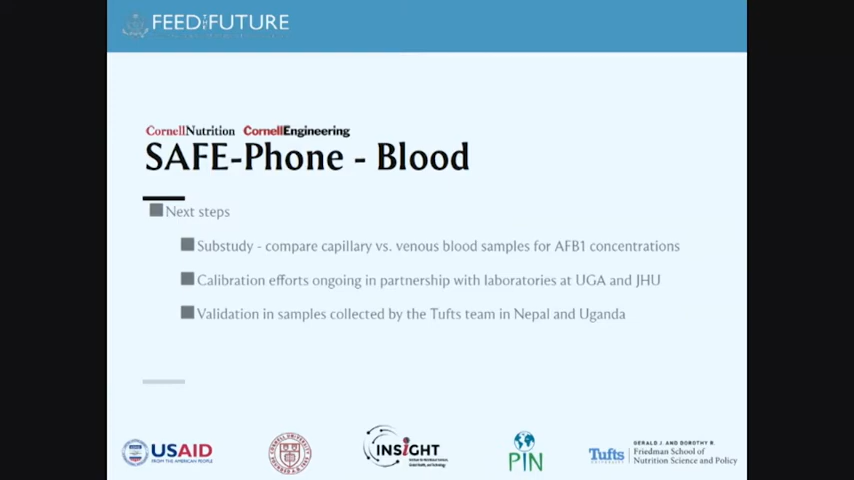 FEED THE FUTURE
CornellNutrition CornellEngineering
SAFE-Phone - Blood
Next steps
Substudy - compare capillary vs. venous blood samples for AFB1 concentrations
Calibration efforts ongoing in partnership with laboratories at UGA and JHU
Validation in samples collected by the Tufts team in Nepal and Uganda
USAID
FROM THE AMERICAN PEOPLE
INSiGHT
PIN
Tufts
UNIVERSITY
GERALD J. AND DOROTHY R.
Friedman School of
Nutrition Science and Policy